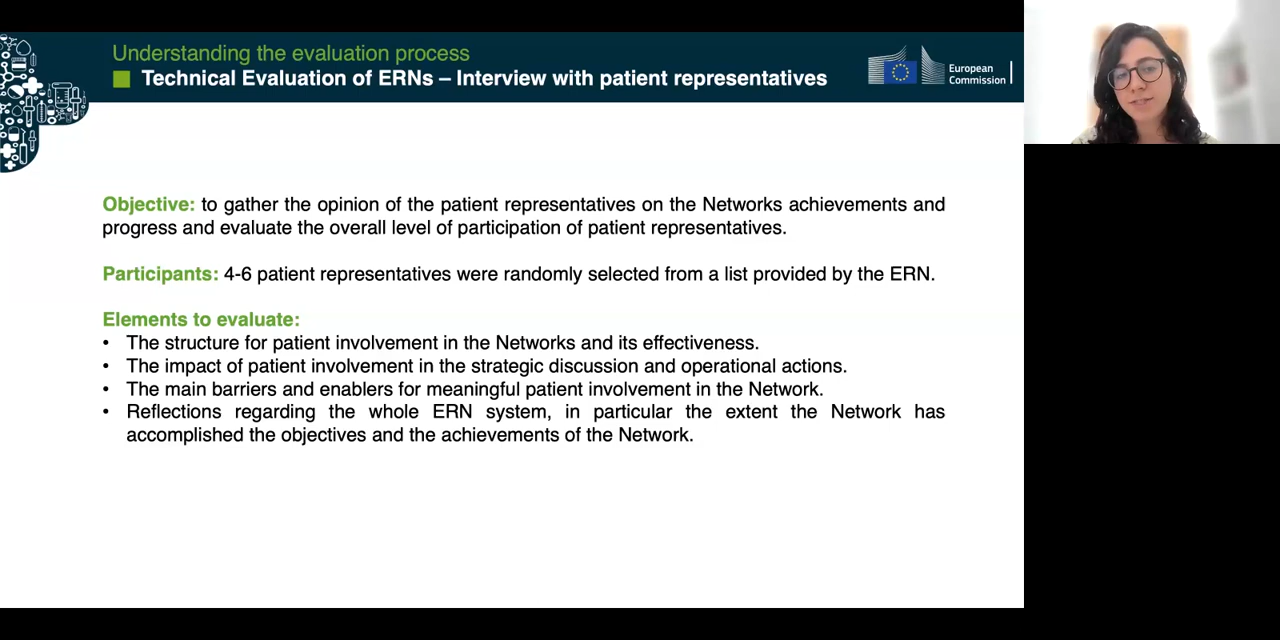 Understanding the evaluation process
Technical Evaluation of ERNs – Interview with patient representatives
European
Commission
Objective: to gather the opinion of the patient representatives on the Networks achievements and
progress and evaluate the overall level of participation of patient representatives.
Participants: 4-6 patient representatives were randomly selected from a list provided by the ERN.
Elements to evaluate:
• The structure for patient involvement in the Networks and its effectiveness.
• The impact of patient involvement in the strategic discussion and operational actions.
• The main barriers and enablers for meaningful patient involvement in the Network.
• Reflections regarding the whole ERN system, in particular the extent the Network has
accomplished the objectives and the achievements of the Network.